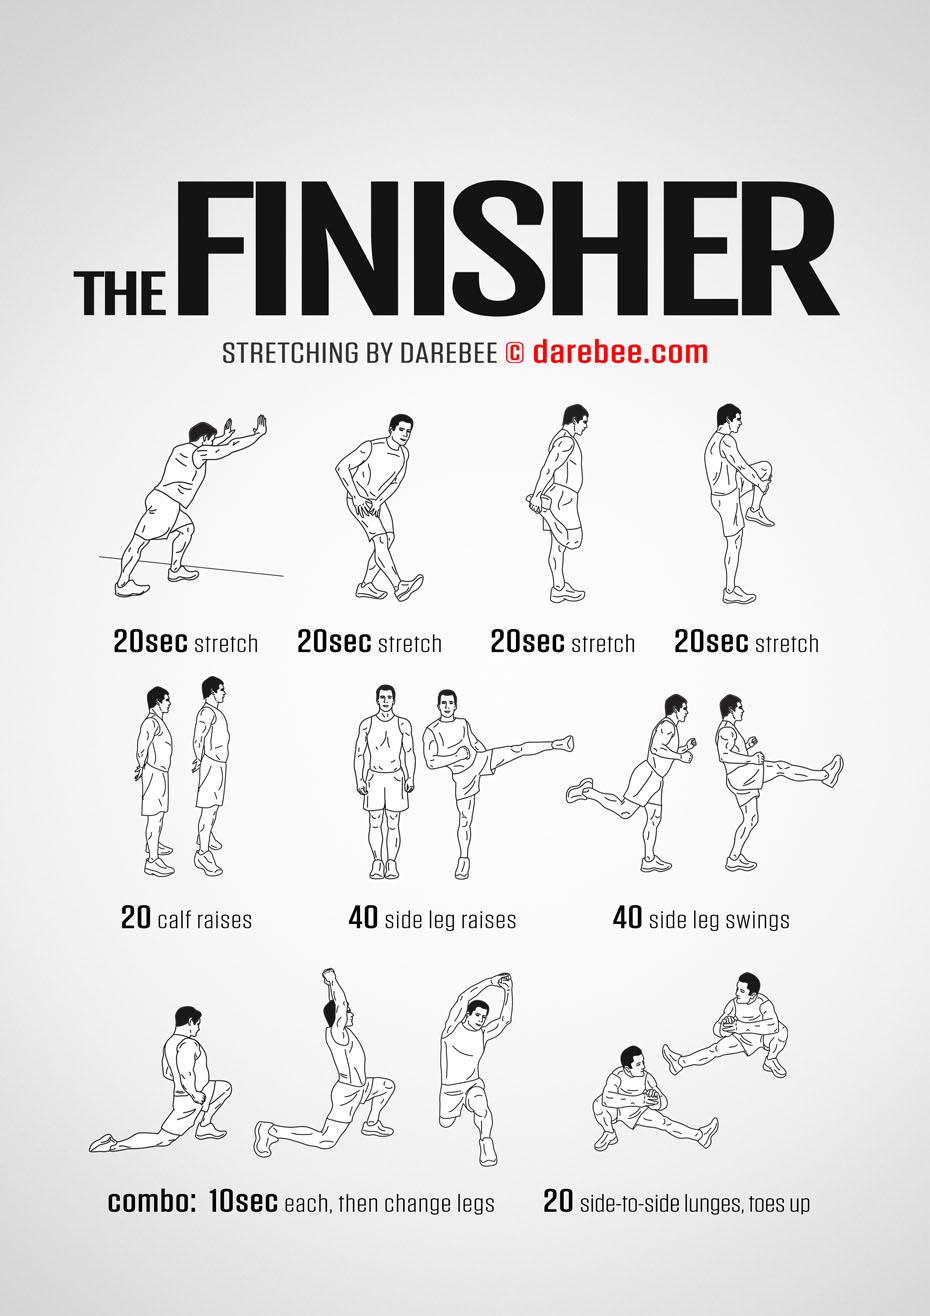 THE FINISHER
STRETCHING BY DAREBEE © darebee.com
20sec stretch
20sec stretch
20sec stretch
20sec stretch
20 calf raises
40 side leg raises
40 side leg swings
combo: 10sec each, then change legs
20 side-to-side lunges, toes up